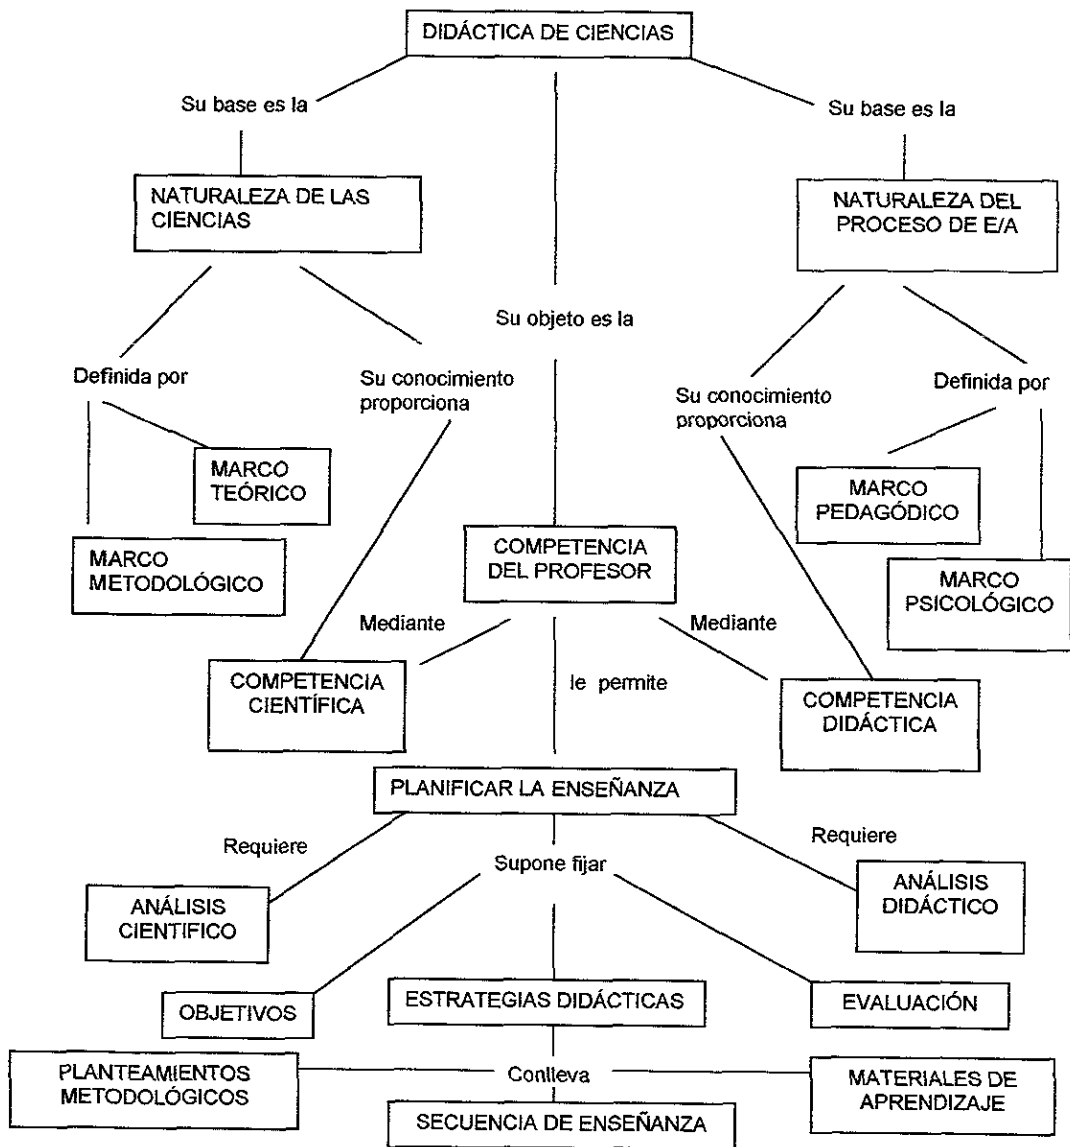 DIDÁCTICA DE CIENCIAS
Su base es la
Su base es la
NATURALEZA DE LAS
CIENCIAS
NATURALEZA DEL
PROCESO DE E/A
Su objeto es la
Definida por
Su conocimiento
proporciona
Su conocimiento
proporciona
Definida por
MARCO
TEÓRICO
MARCO
PEDAGÓDICO
MARCO
METODOLÓGICO
COMPETENCIA
DEL PROFESOR
MARCO
PSICOLÓGICO
Mediante
Mediante
COMPETENCIA
CIENTÍFICA
le permite
COMPETENCIA
DIDÁCTICA
PLANIFICAR LA ENSEÑANZA
Requiere
Requiere
Supone fijar
ANÁLISIS
CIENTIFICO
ANÁLISIS
DIDÁCTICO
OBJETIVOS
ESTRATEGIAS DIDÁCTICAS
EVALUACIÓN
PLANTEAMIENTOS
METODOLÓGICOS
Conlleva
MATERIALES DE
APRENDIZAJE
SECUENCIA DE ENSEÑANZA